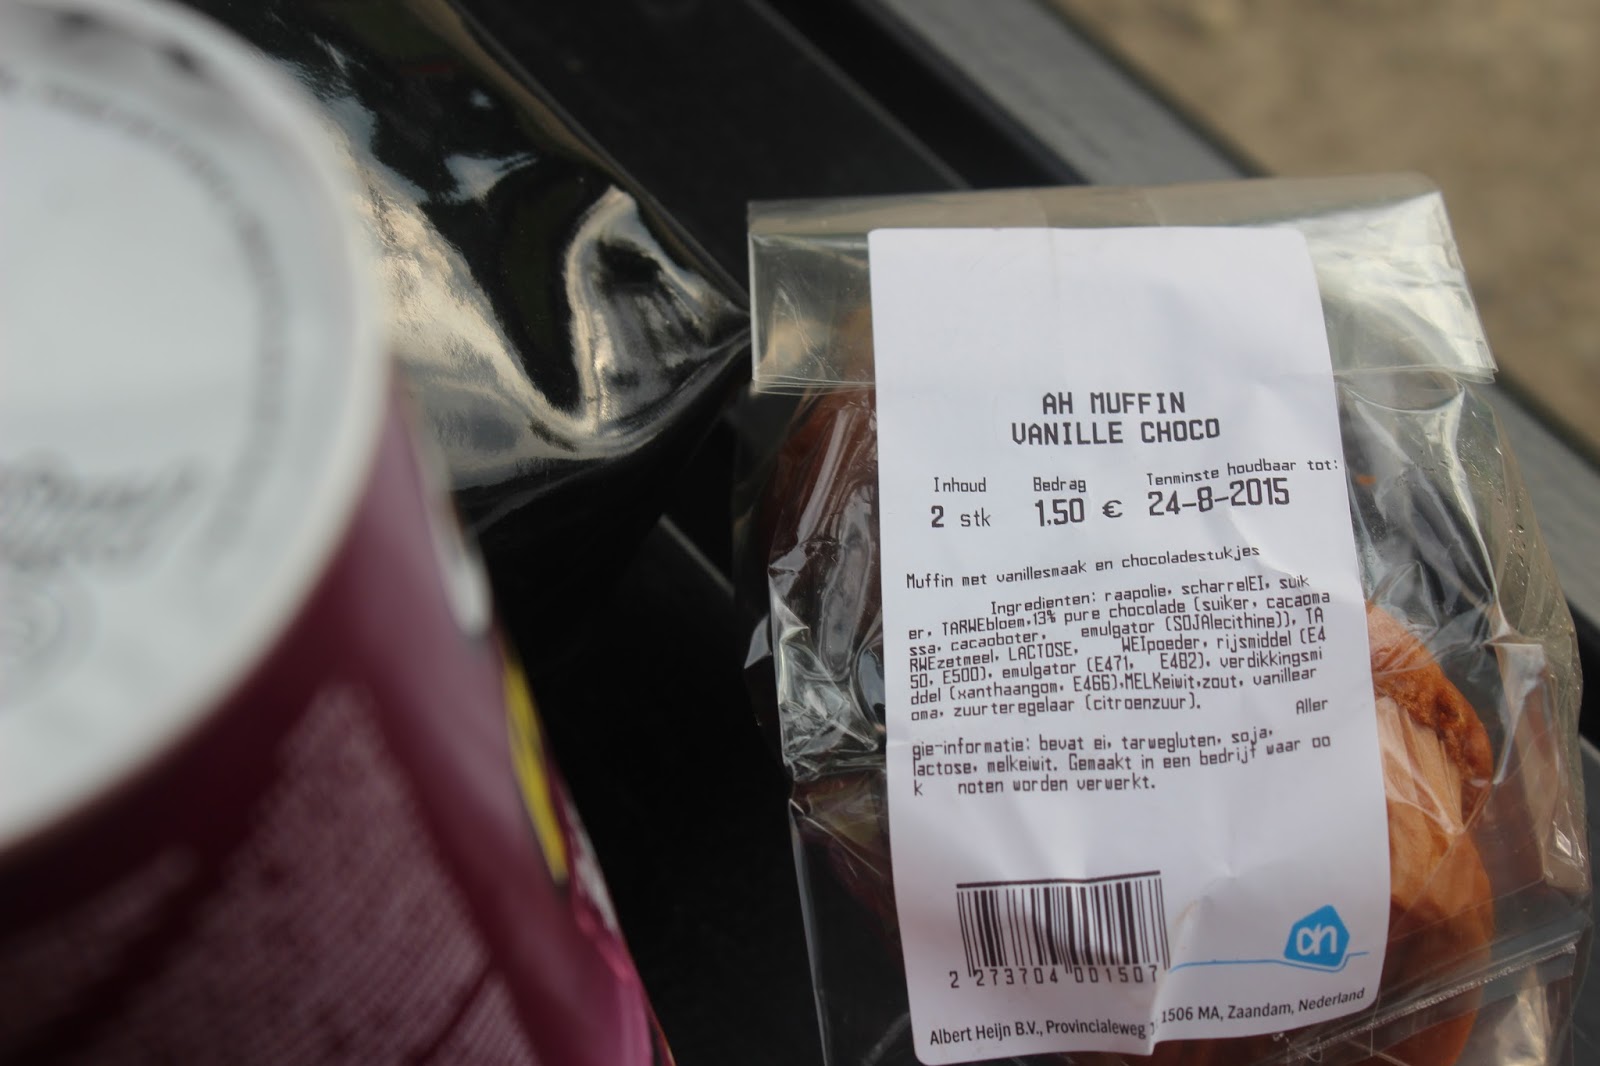 AH MUFFIN
VANILLE CHOCO
Inhoud Bedrag Tenminste houdbaar tot:
2 stk 1.50 € 24-8-2015
Muffin met vanillesmaak en chocoladestukjes
Ingredienten: raapolie, scharrelEI, suik
er, TARWEbloem,13% pure chocolade (suiker, cacaoma
ssa, cacaoboter, emulgator (SOJAlecithine)), TA
RWEzetmeel, LACTOSE, WEIpoeder, rijsmiddel (E4
50, E500), emulgator (E471, E482), verdikkingsmi
ddel (xanthaangom, E466),MELKeiwit,zout, vanillear
oma, zuurteregelaar (citroenzuur). Aller
gie-informatie: bevat ei, tarwegluten, soja,
lactose, melkeiwit. Gemaakt in een bedrijf waar oo
k noten worden verwerkt.
2 273704 001507
ah
Albert Heijn B.V., Provincialeweg 1506 MA, Zaandam, Nederland